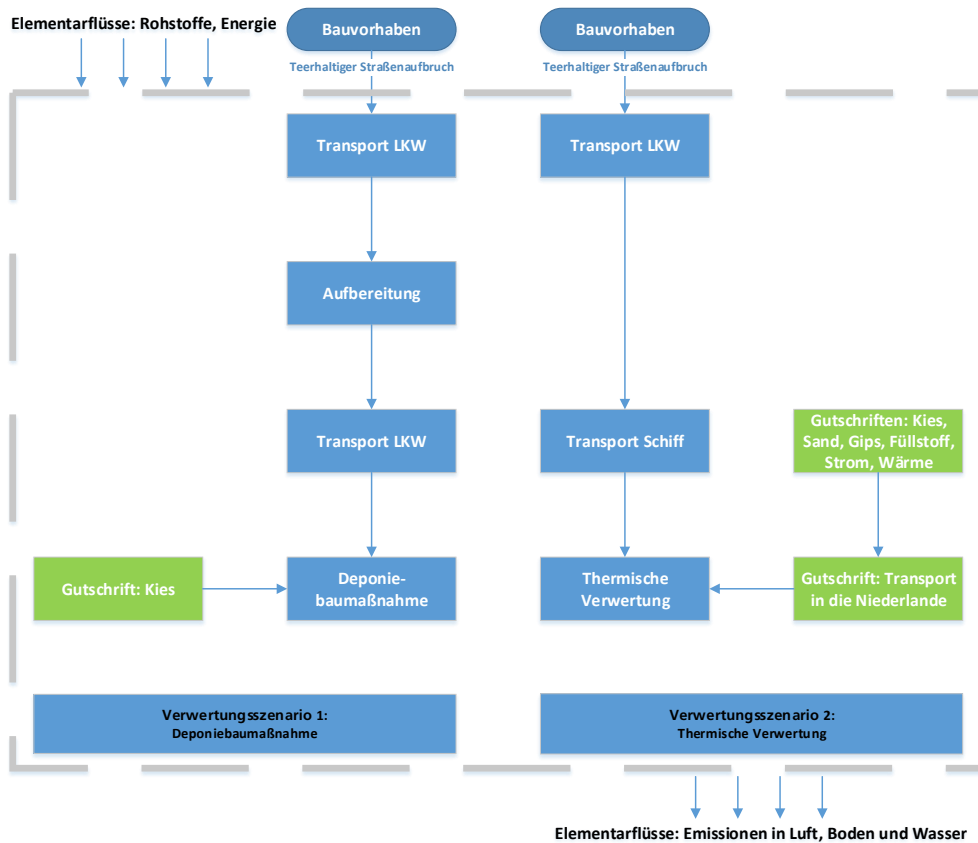 Elementarflüsse: Rohstoffe, Energie
Bauvorhaben
Bauvorhaben
Teerhaltiger Straßenaufbruch
Teerhaltiger Straßenaufbruch
Transport LKW
Transport LKW
Aufbereitung
Transport LKW
Transport Schiff
Gutschriften: Kies,
Sand, Gips, Füllstoff,
Strom, Wärme
Gutschrift: Kies
Deponie-
baumaßnahme
Thermische
Verwertung
Gutschrift: Transport
in die Niederlande
Verwertungsszenario 1:
Deponiebaumaßnahme
Verwertungsszenario 2:
Thermische Verwertung
Elementarflüsse: Emissionen in Luft, Boden und Wasser